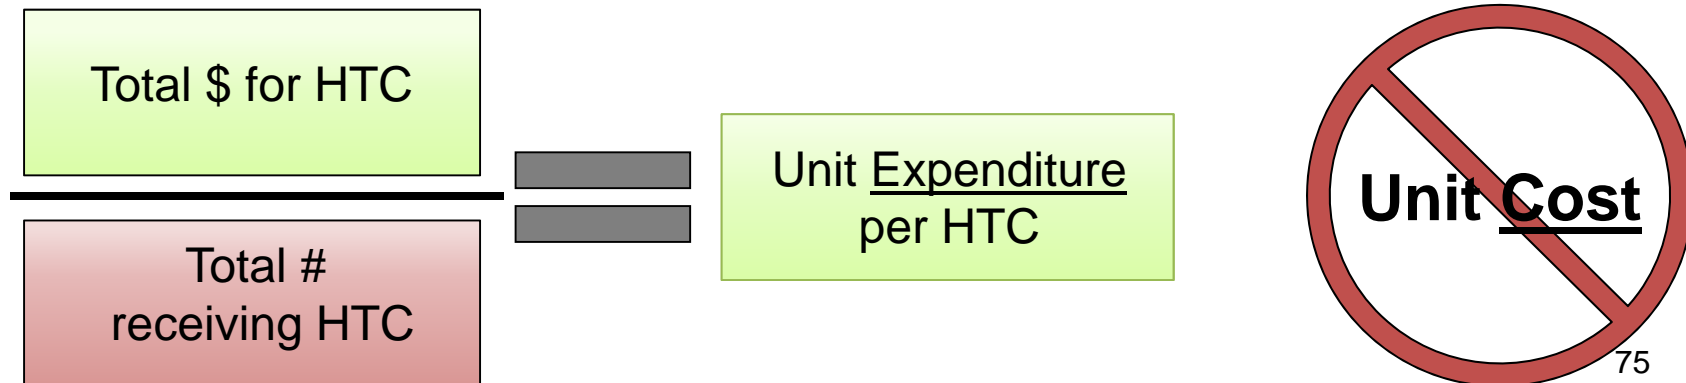 Total $ for HTC
Total #
receiving HTC
Unit Expenditure
per HTC
Unit Cost
75